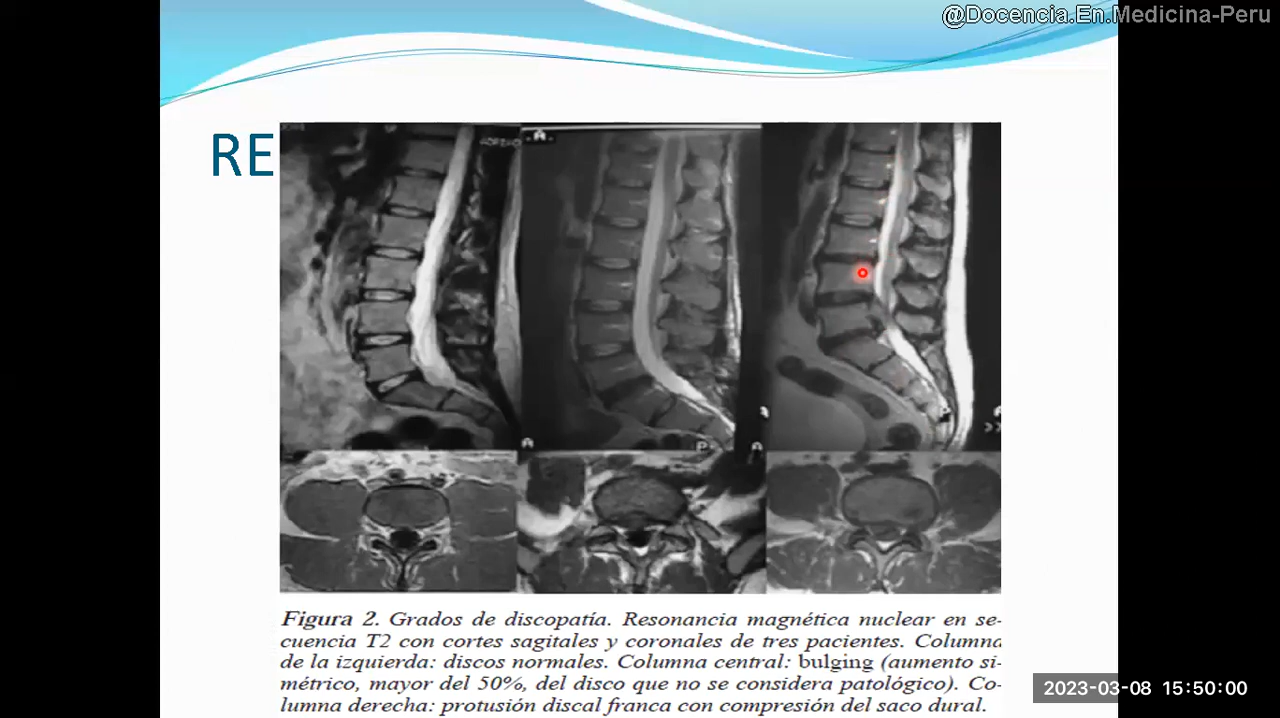 @Docencia.En.Medicina-Peru
RE
Figura 2. Grados de discopatía. Resonancia magnética nuclear en se-
cuencia T2 con cortes sagitales y coronales de tres pacientes. Columna
de la izquierda: discos normales. Columna central: bulging (aumento si-
métrico, mayor del 50%, del disco que no se considera patológico). Co-
lumna derecha: protusión discal franca con compresión del saco dural.
2023-03-08 15:50:00